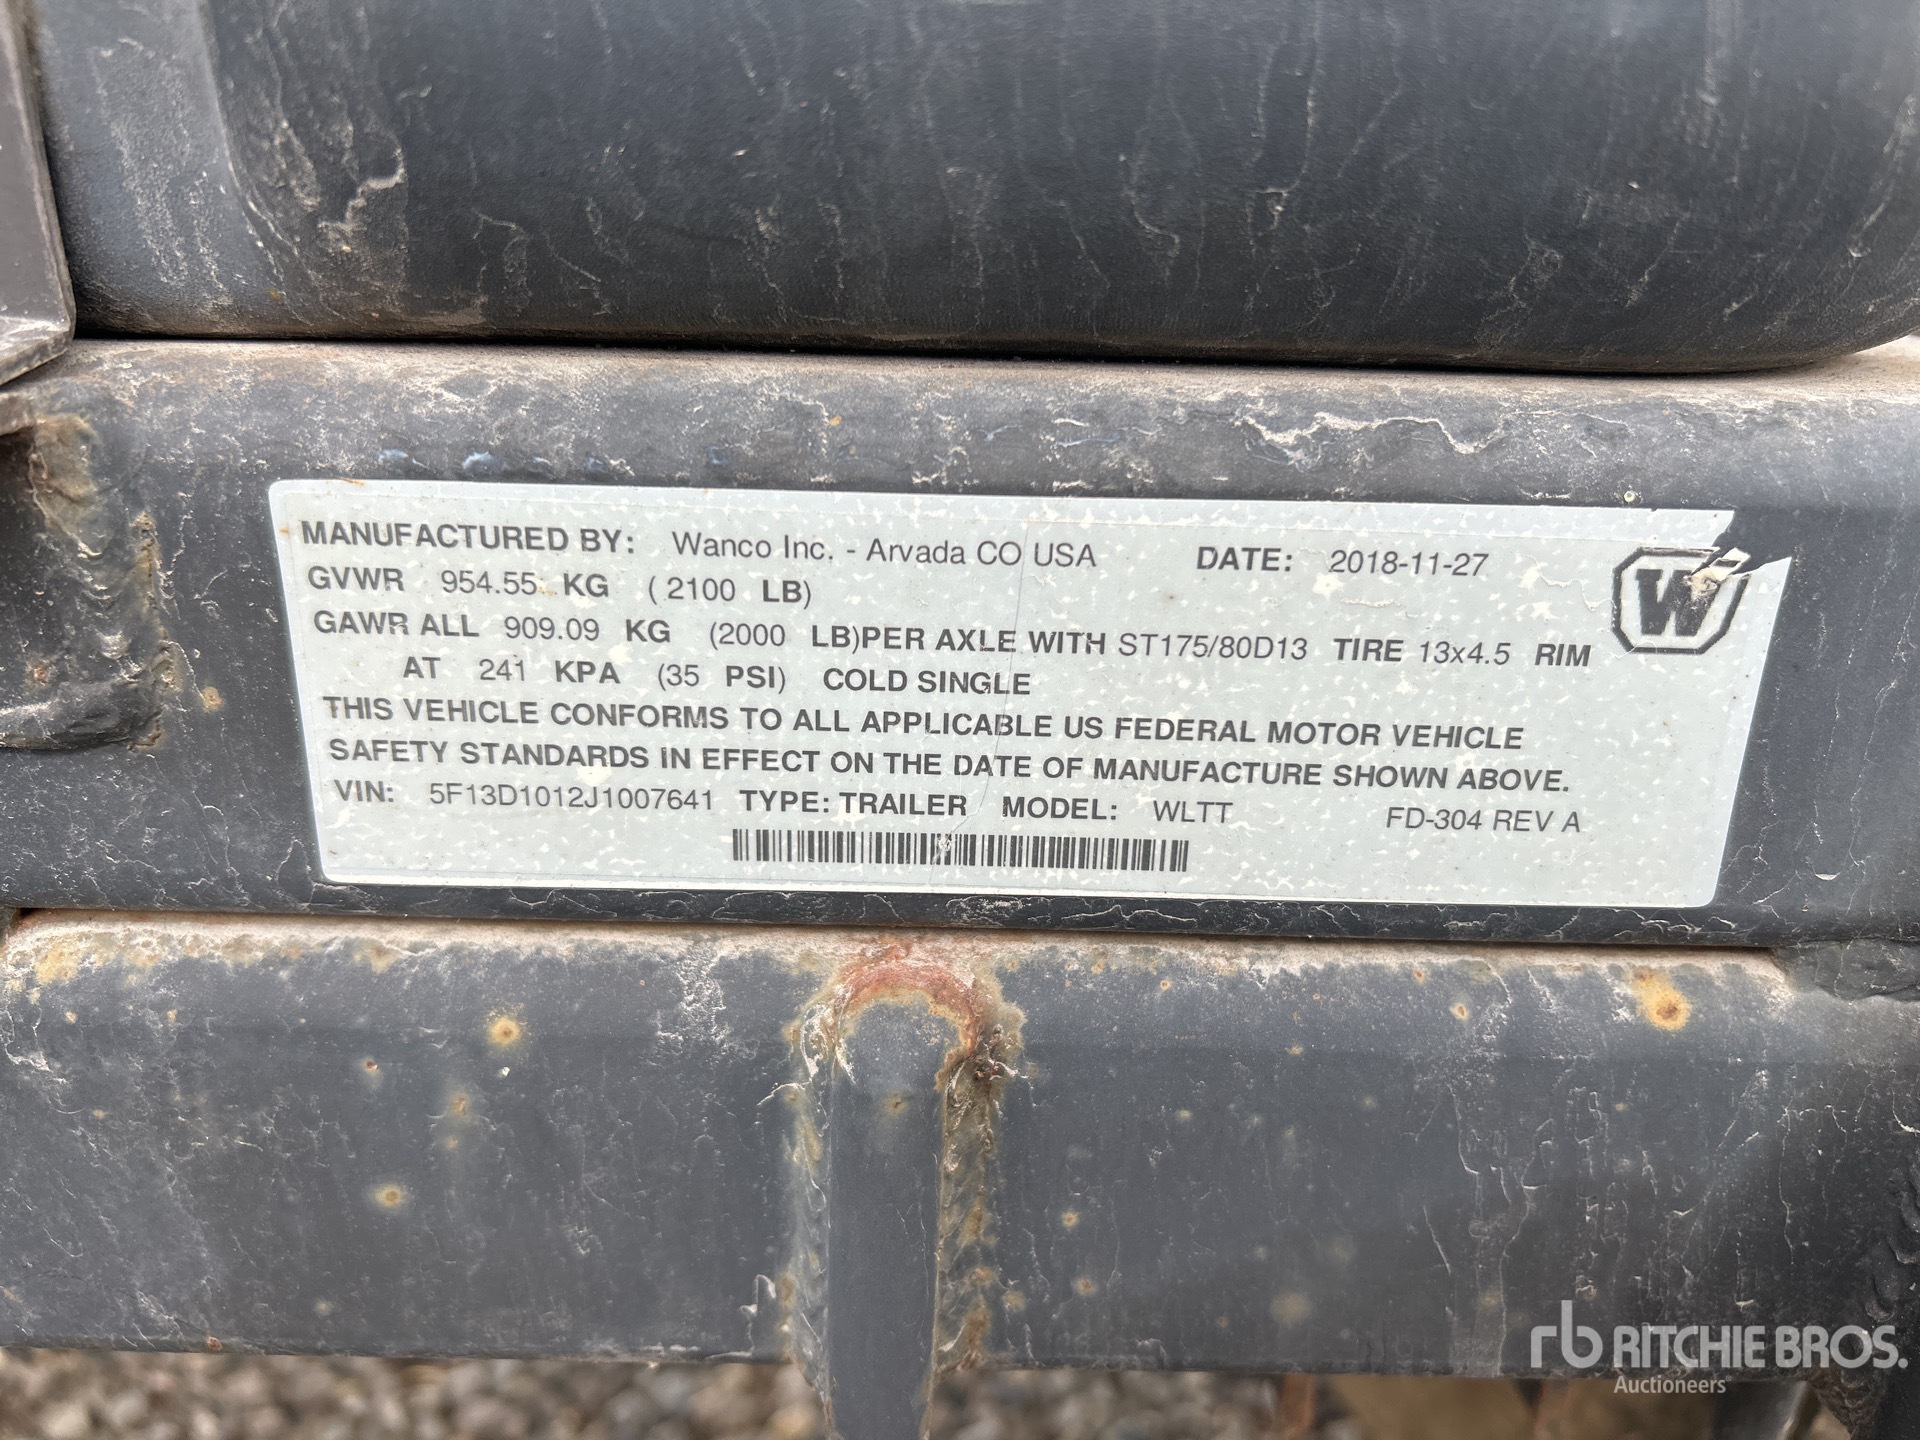 MANUFACTURED BY: Wanco Inc. - Arvada CO USA DATE: 2018-11-27
GVWR 954.55 KG ( 2100 LB)
GAWR ALL 909.09 KG (2000 LB)PER AXLE WITH ST175/80D13 TIRE 13x4.5 RIM
AT 241 KPA (35 PSI) COLD SINGLE
THIS VEHICLE CONFORMS TO ALL APPLICABLE US FEDERAL MOTOR VEHICLE
SAFETY STANDARDS IN EFFECT ON THE DATE OF MANUFACTURE SHOWN ABOVE.
VIN: 5F13D1012J1007641 TYPE: TRAILER MODEL: WLTT FD-304 REV A
W
rb RITCHIE BROS.
Auctioneers